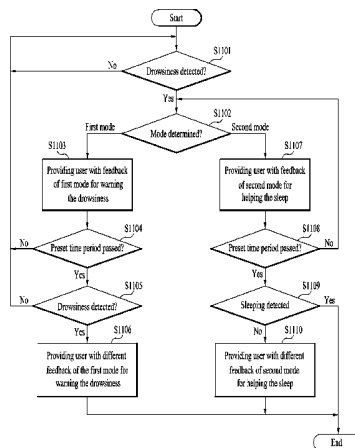 Start
S1101
Drowsiness detected?
No
Yes
S1102
Mode determined?
First mode
Second mode
S1103
Providing user with feedback
of first mode for warning
the drowsiness
S1107
Providing user with feedback
of second mode for
helping the sleep
S1104
Preset time period passed?
No
Yes
S1108
Preset time period passed?
No
Yes
S1105
Drowsiness detected?
No
Yes
S1109
Sleeping detected
Yes
No
S1106
Providing user with different
feedback of the first mode for
warning the drowsiness
S1110
Providing user with different
feedback of second mode
for helping the sleep
End